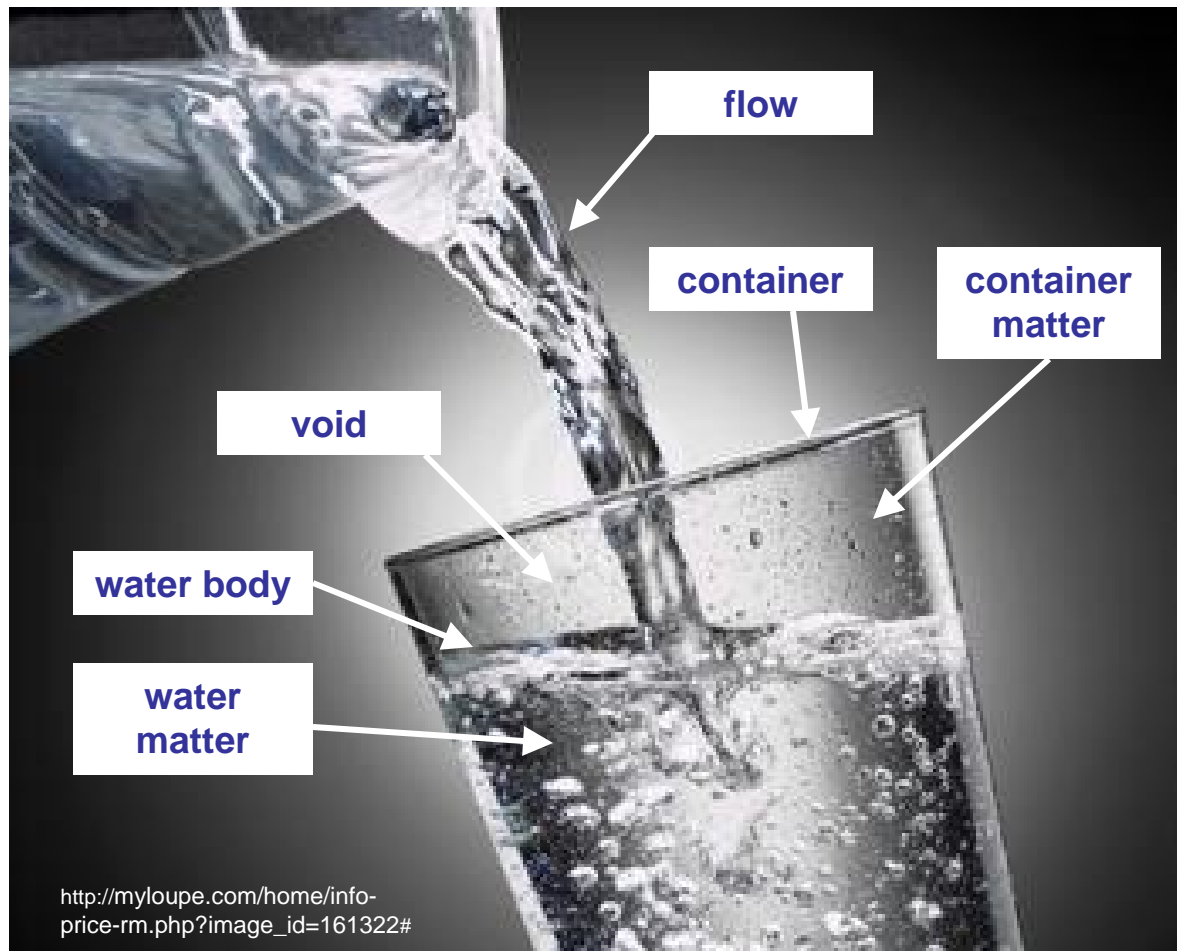 flow
container
container
matter
void
water body
water
matter
http://myloupe.com/home/info-
price-rm.php?image_id=161322#